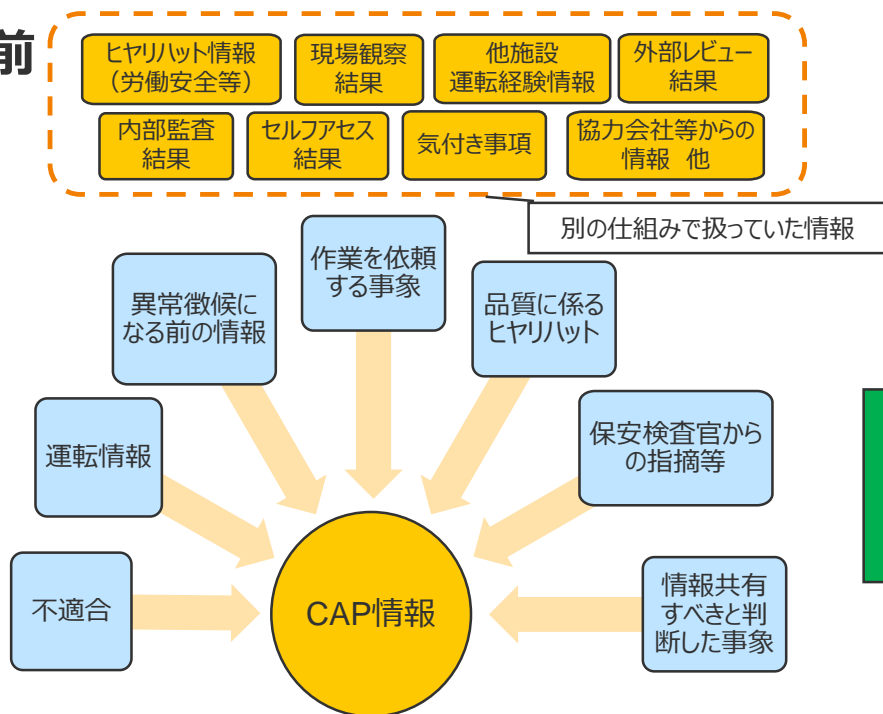 前
ヒヤリハット情報
（労働安全等）
現場観察
結果
他施設
運転経験情報
外部レビュー
結果
内部監査
結果
セルフアセス
結果
気付き事項
協力会社等からの
情報 他
別の仕組みで扱っていた情報
作業を依頼
する事象
異常徴候に
なる前の情報
品質に係る
ヒヤリハット
運転情報
保安検査官から
の指摘等
不適合
CAP情報
情報共有
すべきと判
断した事象